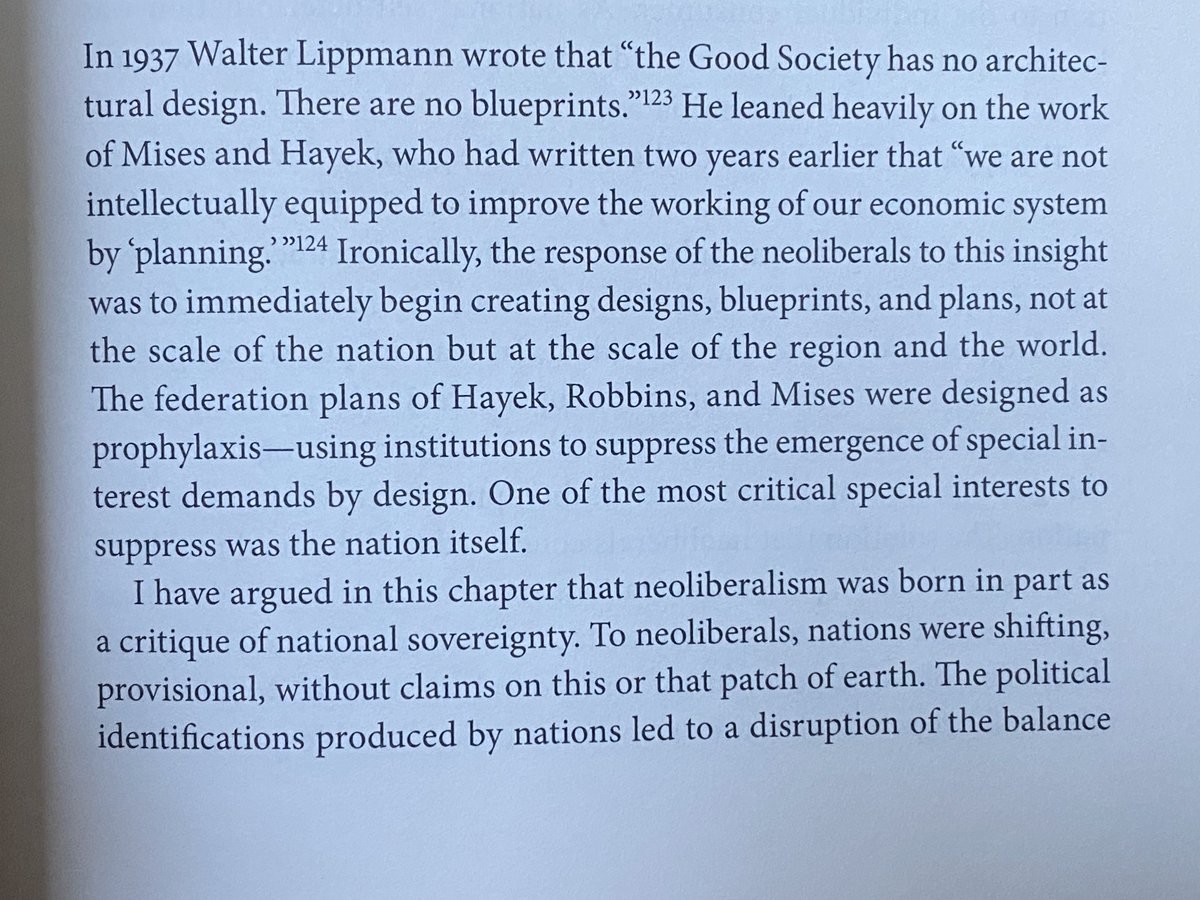 In 1937 Walter Lippmann wrote that “the Good Society has no architec-
tural design. There are no blueprints.”123 He leaned heavily on the work
of Mises and Hayek, who had written two years earlier that “we are not
intellectually equipped to improve the working of our economic system
by ‘planning.’”124 Ironically, the response of the neoliberals to this insight
was to immediately begin creating designs, blueprints, and plans, not at
the scale of the nation but at the scale of the region and the world.
The federation plans of Hayek, Robbins, and Mises were designed as
prophylaxis—using institutions to suppress the emergence of special in-
terest demands by design. One of the most critical special interests to
suppress was the nation itself.
I have argued in this chapter that neoliberalism was born in part as
a critique of national sovereignty. To neoliberals, nations were shifting,
provisional, without claims on this or that patch of earth. The political
identifications produced by nations led to a disruption of the balance